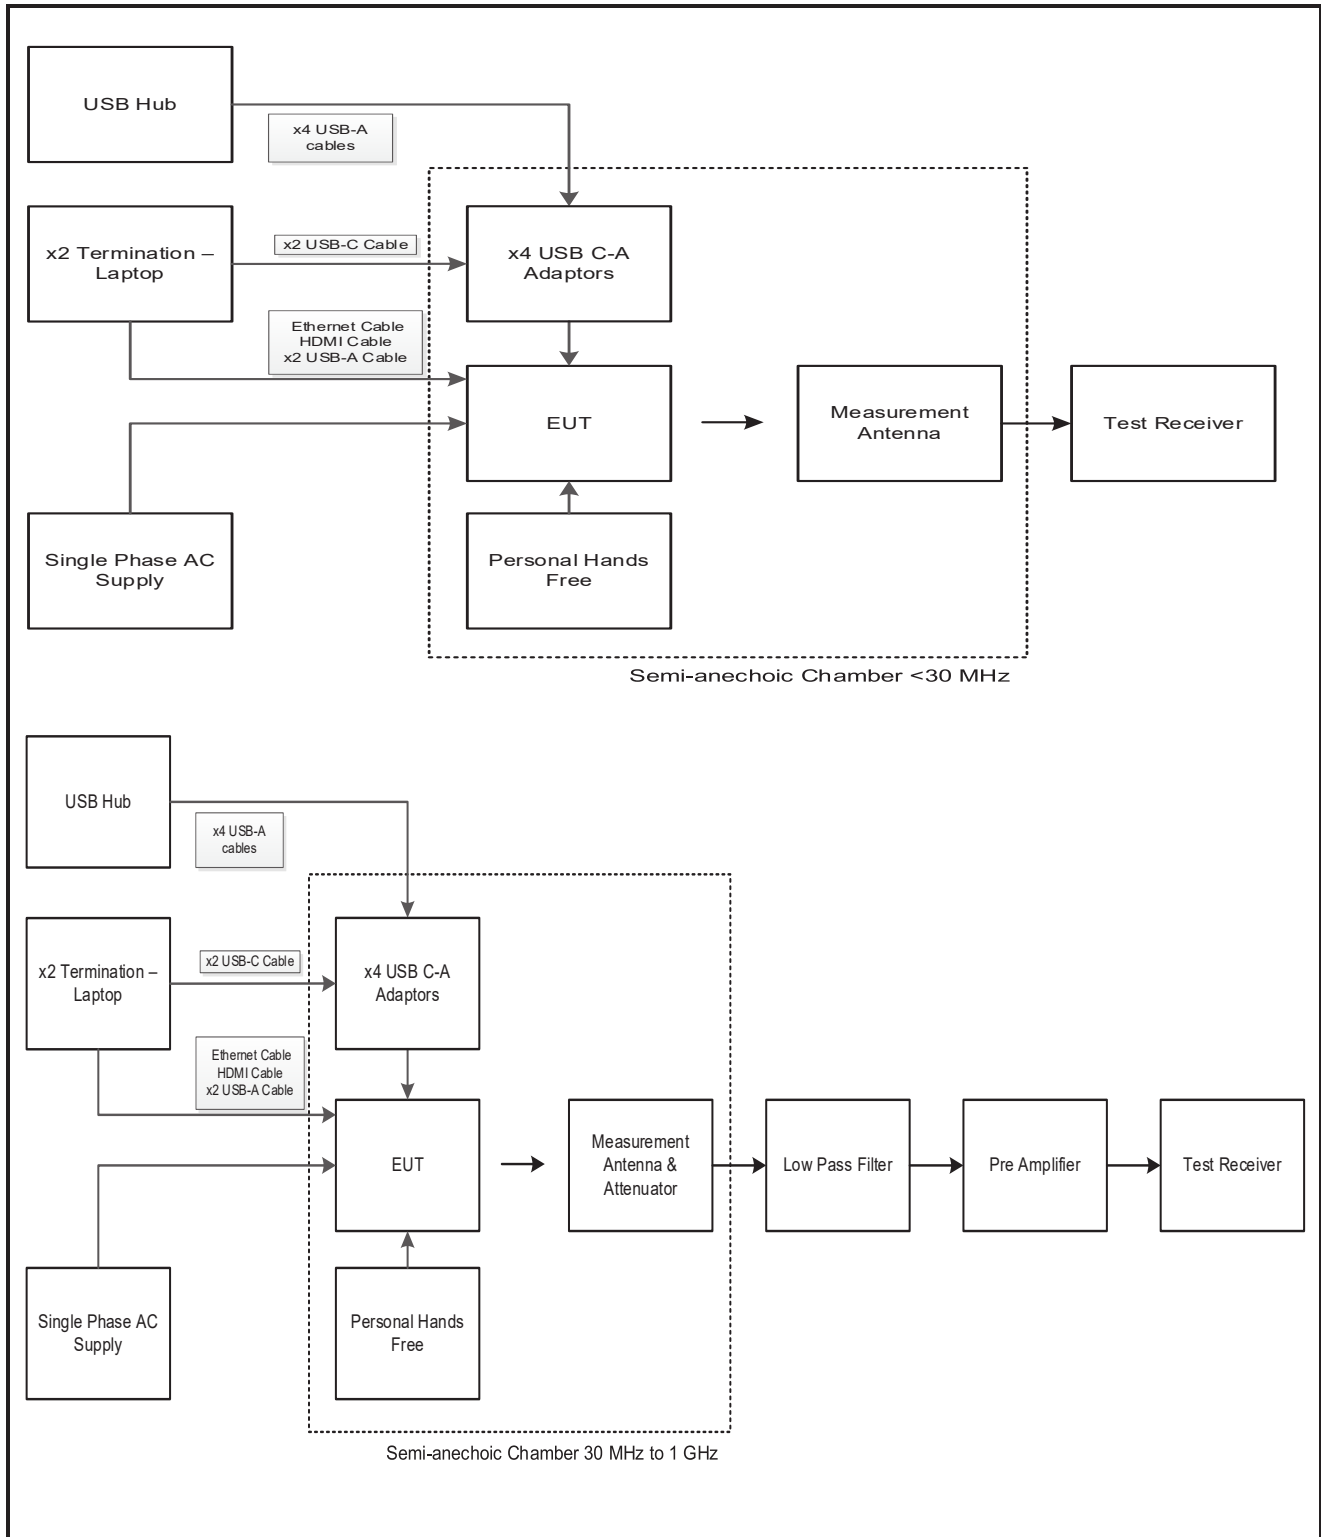 USB Hub
x4 USB-A
cables
x2 Termination –
Laptop
x2 USB-C Cable
x4 USB C-A
Adaptors
Ethernet Cable
HDMI Cable
x2 USB-A Cable
EUT
Measurement
Antenna
Test Receiver
Single Phase AC
Supply
Personal Hands
Free
Semi-anechoic Chamber <30 MHz
USB Hub
x4 USB-A
cables
x2 Termination –
Laptop
x2 USB-C Cable
x4 USB C-A
Adaptors
Ethernet Cable
HDMI Cable
x2 USB-A Cable
EUT
Measurement
Antenna &
Attenuator
Low Pass Filter
Pre Amplifier
Test Receiver
Single Phase AC
Supply
Personal Hands
Free
Semi-anechoic Chamber 30 MHz to 1 GHz